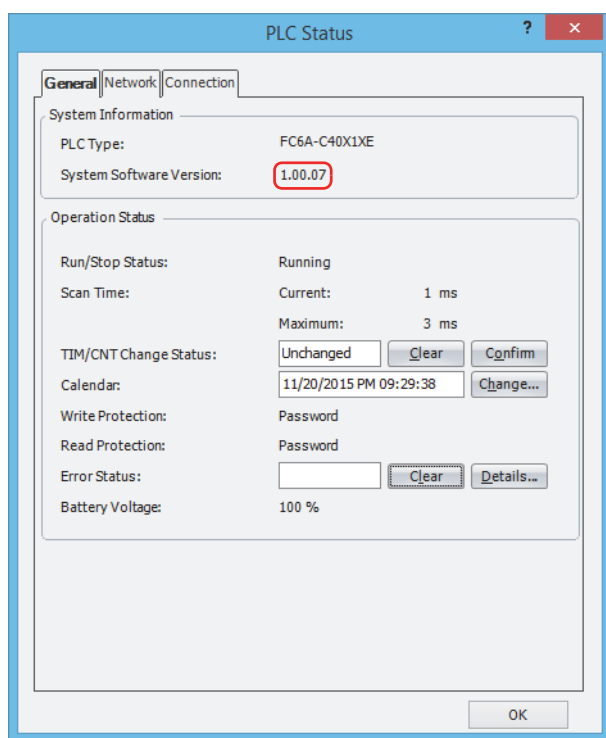 PLC Status ? ×
General Network Connection
System Information
PLC Type: FC6A-C40X1XE
System Software Version: 1.00.07
Operation Status
Run/Stop Status: Running
Scan Time: Current: 1 ms
Maximum: 3 ms
TIM/CNT Change Status: Unchanged Clear Confirm
Calendar: 11/20/2015 PM 09:29:38 Change...
Write Protection: Password
Read Protection: Password
Error Status: Clear Details...
Battery Voltage: 100 %
OK